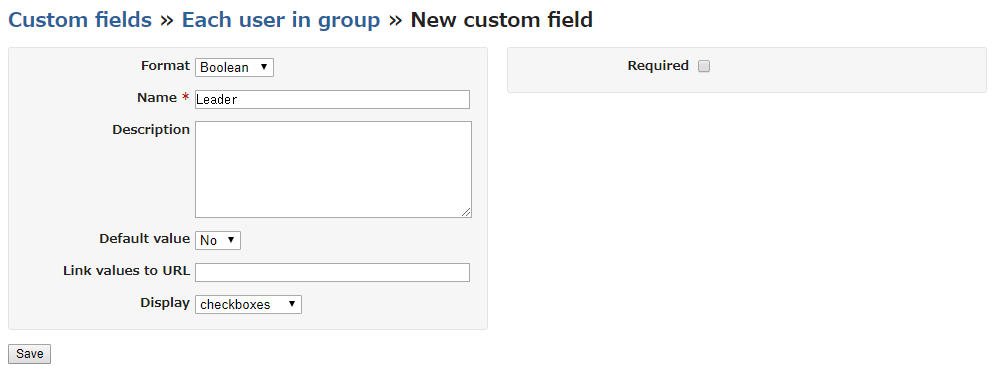 Custom fields » Each user in group » New custom field
Format Boolean
Required
Name * Leader
Description
Default value No
Link values to URL
Display checkboxes
Save